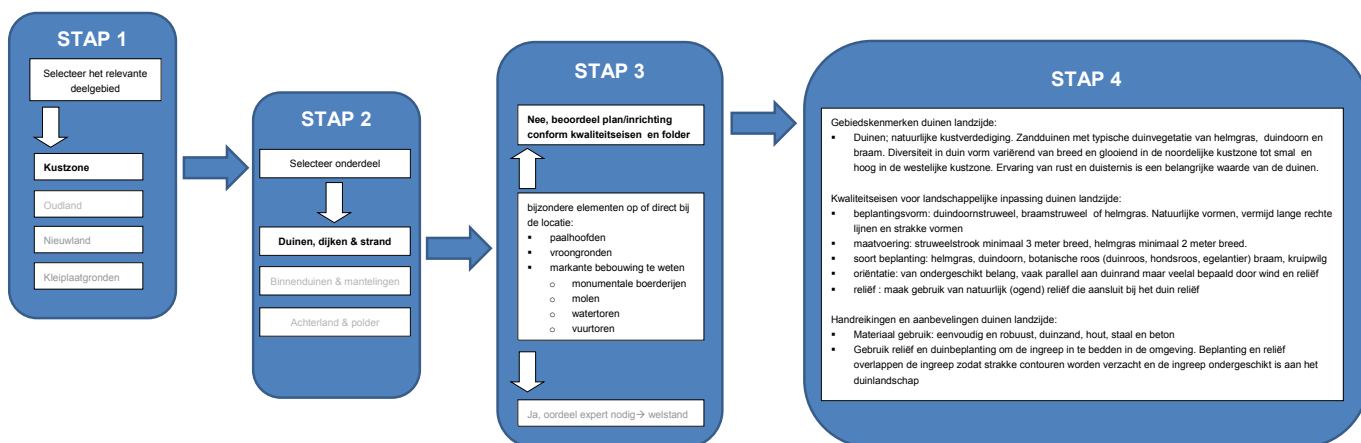 STAP 1
Selecteer het relevante
deelgebied
Kustzone
Oudland
Nieuwland
Kleiplaatgronden
STAP 2
Selecteer onderdeel
Duinen, dijken & strand
Binnenduinen & mantelingen
Achterland & polder
STAP 3
Nee, beoordeel plan/inrichting
conform kwaliteitseisen en folder
bijzondere elementen op of direct bij
de locatie:
▪ paalhoofden
▪ vroongronden
▪ markante bebouwing te weten
o monumentale boerderijen
o molen
o watertoren
o vuurtoren
Ja, oordeel expert nodig→ welstand
STAP 4
Gebiedskenmerken duinen landzijde:
▪ Duinen; natuurlijke kustverdediging. Zandduinen met typische duinvegetatie van helmgras, duindoorn en
braam. Diversiteit in duin vorm variërend van breed en glooiend in de noordelijke kustzone tot smal en
hoog in de westelijke kustzone. Ervaring van rust en duisternis is een belangrijke waarde van de duinen.
Kwaliteitseisen voor landschappelijke inpassing duinen landzijde:
▪ beplantingsvorm: duindoornstruweel, braamstruweel of helmgras. Natuurlijke vormen, vermijd lange rechte
lijnen en strakke vormen
▪ maatvoering: struweelstrook minimaal 3 meter breed, helmgras minimaal 2 meter breed.
▪ soort beplanting: helmgras, duindoorn, botanische roos (duinroos, hondsroos, egelantier) braam, kruipwilg
▪ oriëntatie: van ondergeschikt belang, vaak parallel aan duinrand maar veelal bepaald door wind en reliëf
▪ reliëf : maak gebruik van natuurlijk (ogend) reliëf die aansluit bij het duin reliëf
Handreikingen en aanbevelingen duinen landzijde:
▪ Materiaal gebruik: eenvoudig en robuust, duinzand, hout, staal en beton
▪ Gebruik reliëf en duinbeplanting om de ingreep in te bedden in de omgeving. Beplanting en reliëf
overlappen de ingreep zodat strakke contouren worden verzacht en de ingreep ondergeschikt is aan het
duinlandschap